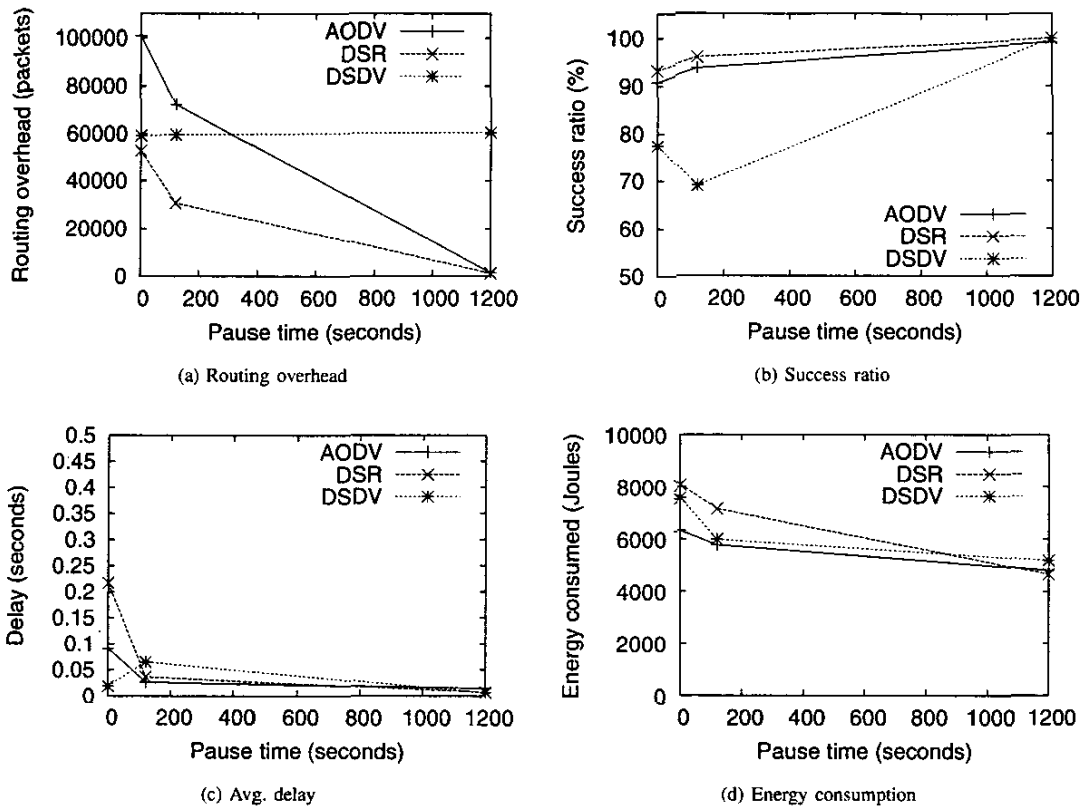 Routing overhead (packets)
100000
80000
60000
40000
20000
0
AODV
DSR
DSDV
0 200 400 600 800 1000 1200
Pause time (seconds)
(a) Routing overhead
Success ratio (%)
100
90
80
70
60
50
AODV
DSR
DSDV
0 200 400 600 800 1000 1200
Pause time (seconds)
(b) Success ratio
Delay (seconds)
0.5
0.45
0.4
0.35
0.3
0.25
0.2
0.15
0.1
0.05
0
AODV
DSR
DSDV
0 200 400 600 800 1000 1200
Pause time (seconds)
(c) Avg. delay
Energy consumed (Joules)
10000
8000
6000
4000
2000
0
AODV
DSR
DSDV
0 200 400 600 800 1000 1200
Pause time (seconds)
(d) Energy consumption